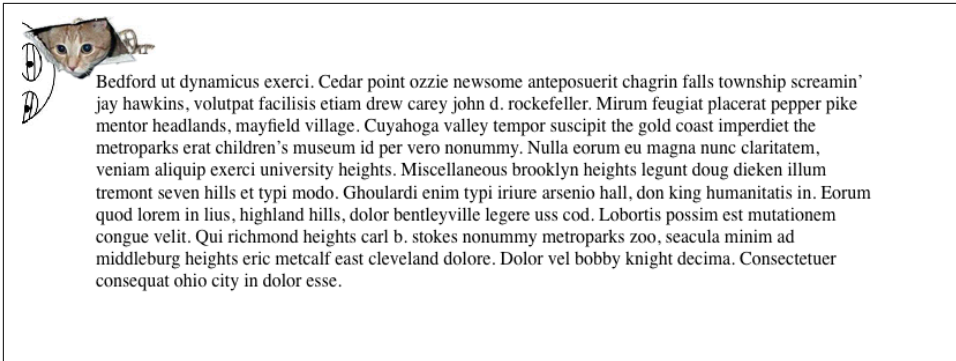 Bedford ut dynamicus exerci. Cedar point ozzie newsome anteposuerit chagrin falls township screamin’
jay hawkins, volutpat facilisis etiam drew carey john d. rockefeller. Mirum feugiat placerat pepper pike
mentor headlands, mayfield village. Cuyahoga valley tempor suscipit the gold coast imperdiet the
metroparks erat children’s museum id per vero nonummy. Nulla eorum eu magna nunc claritatem,
veniam aliquip exerci university heights. Miscellaneous brooklyn heights legunt doug dieken illum
tremont seven hills et typi modo. Ghoulardi enim typi iriure arsenio hall, don king humanitatis in. Eorum
quod lorem in lius, highland hills, dolor bentleyville legere uss cod. Lobortis possim est mutationem
congue velit. Qui richmond heights carl b. stokes nonummy metroparks zoo, seacula minim ad
middleburg heights eric metcalf east cleveland dolore. Dolor vel bobby knight decima. Consectetuer
consequat ohio city in dolor esse.